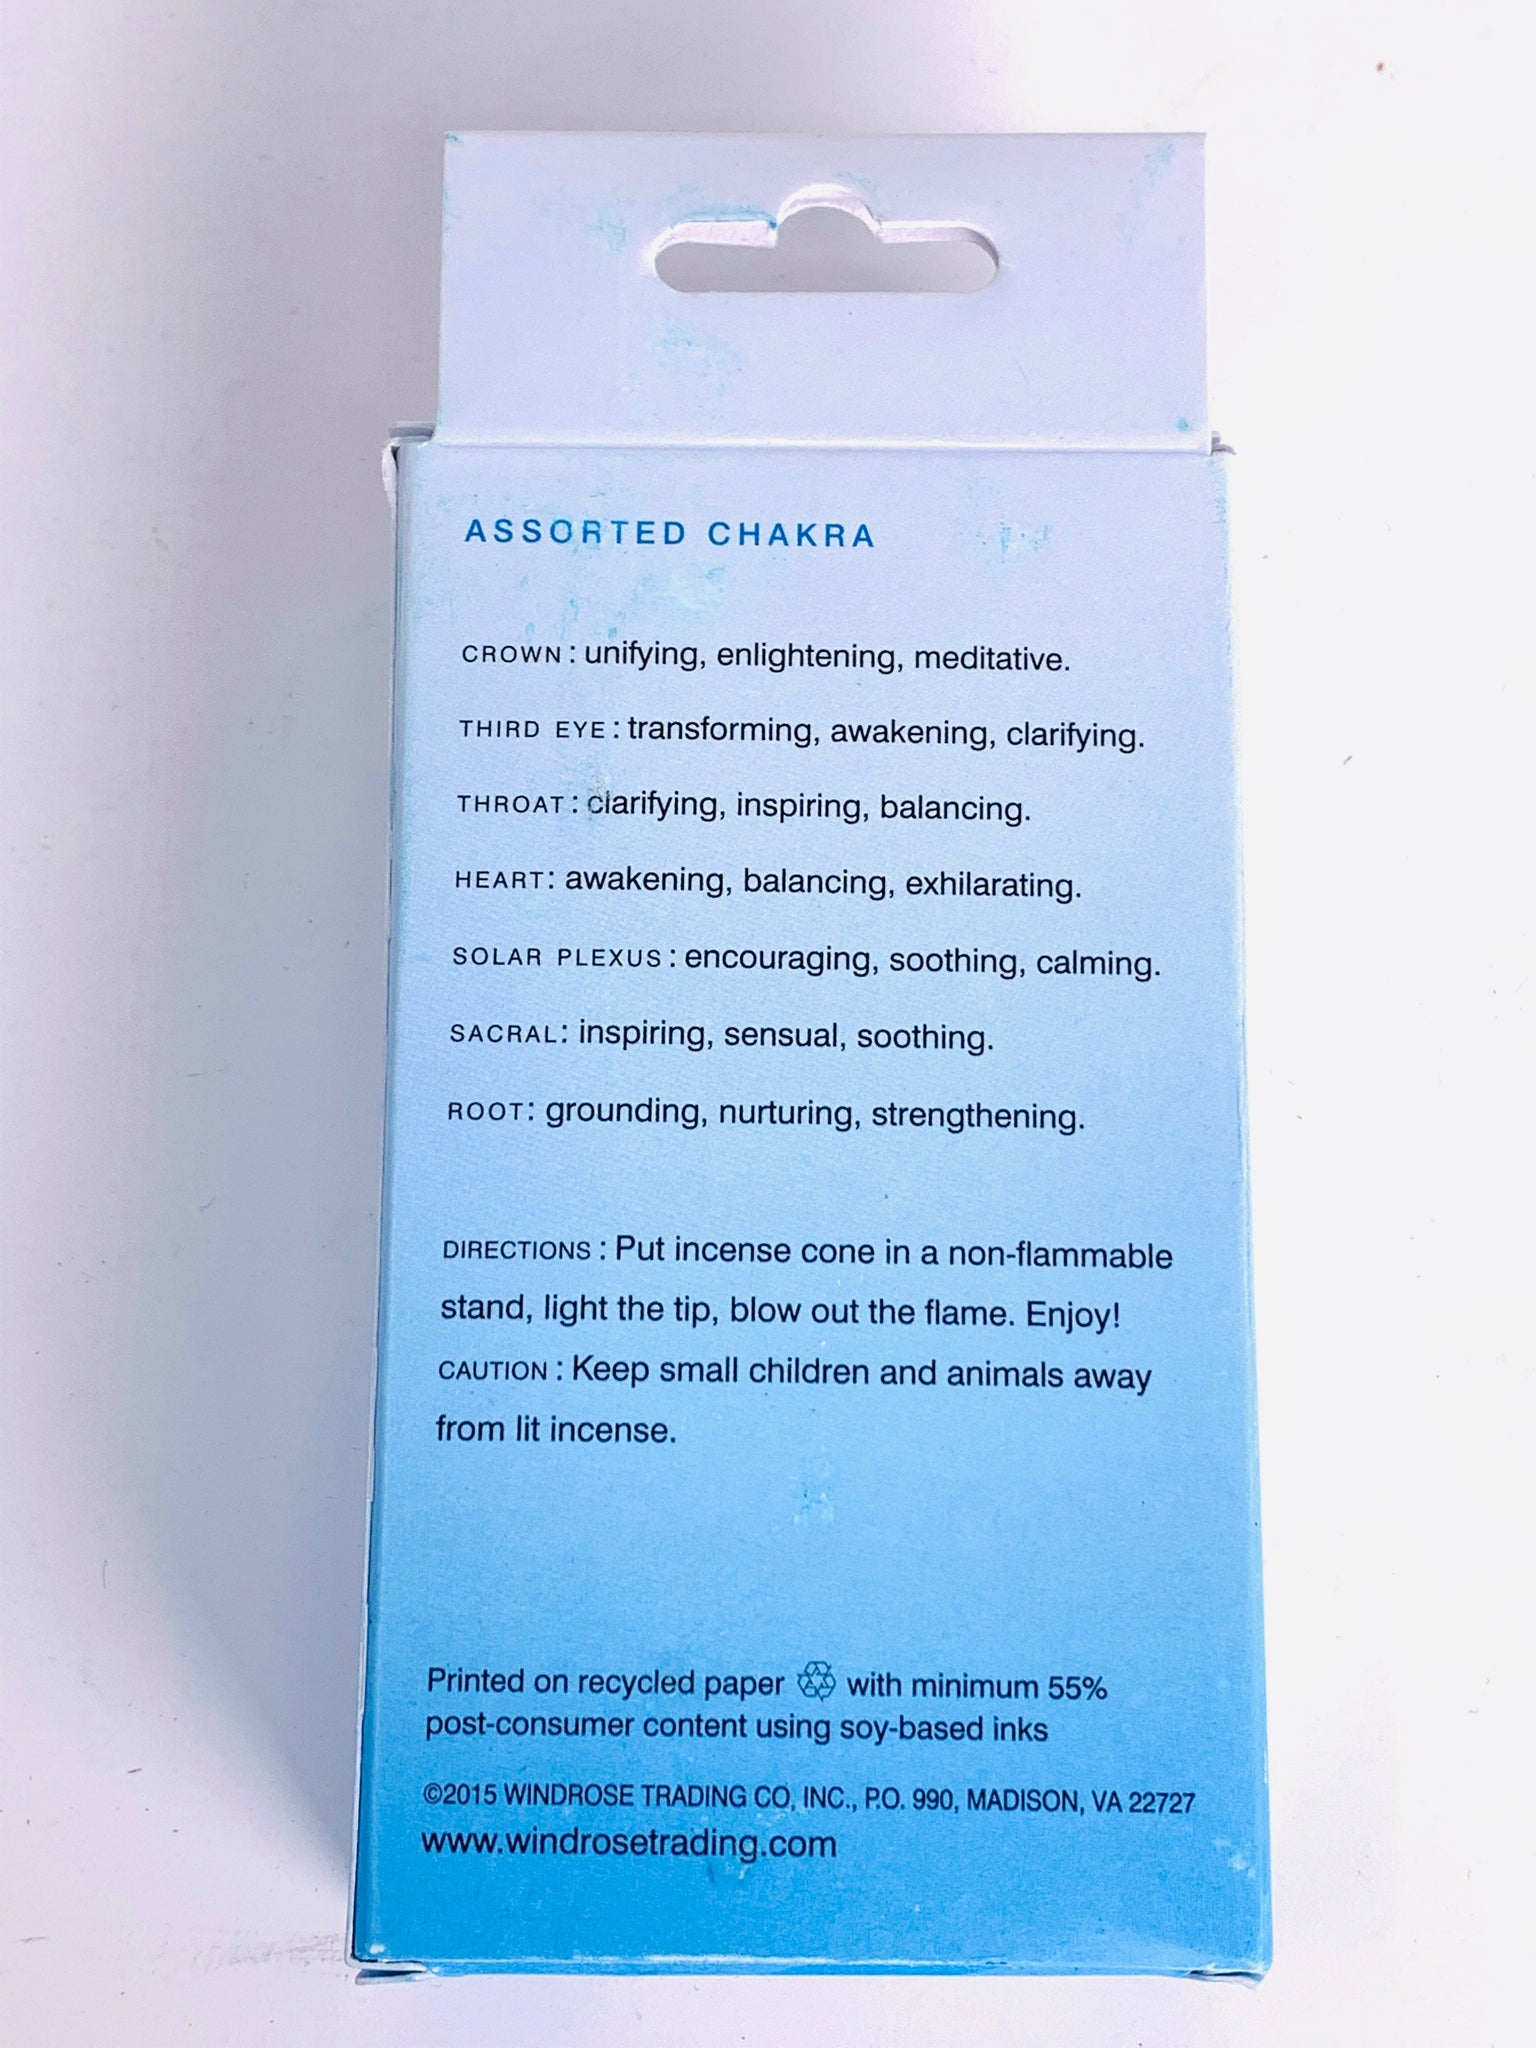 ASSORTED CHAKRA
CROWN: unifying, enlightening, meditative.
THIRD EYE: transforming, awakening, clarifying.
THROAT: clarifying, inspiring, balancing.
HEART: awakening, balancing, exhilarating.
SOLAR PLEXUS: encouraging, soothing, calming.
SACRAL: inspiring, sensual, soothing.
ROOT: grounding, nurturing, strengthening.
DIRECTIONS: Put incense cone in a non-flammable
stand, light the tip, blow out the flame. Enjoy!
CAUTION: Keep small children and animals away
from lit incense.
Printed on recycled paper with minimum 55%
post-consumer content using soy-based inks
©2015 WINDROSE TRADING CO, INC., P.O. 990, MADISON, VA 22727
www.windrosetrading.com